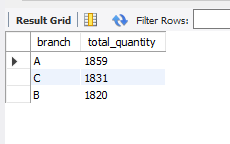 Result Grid Filter Rows:
branch total_quantity
A 1859
C 1831
B 1820